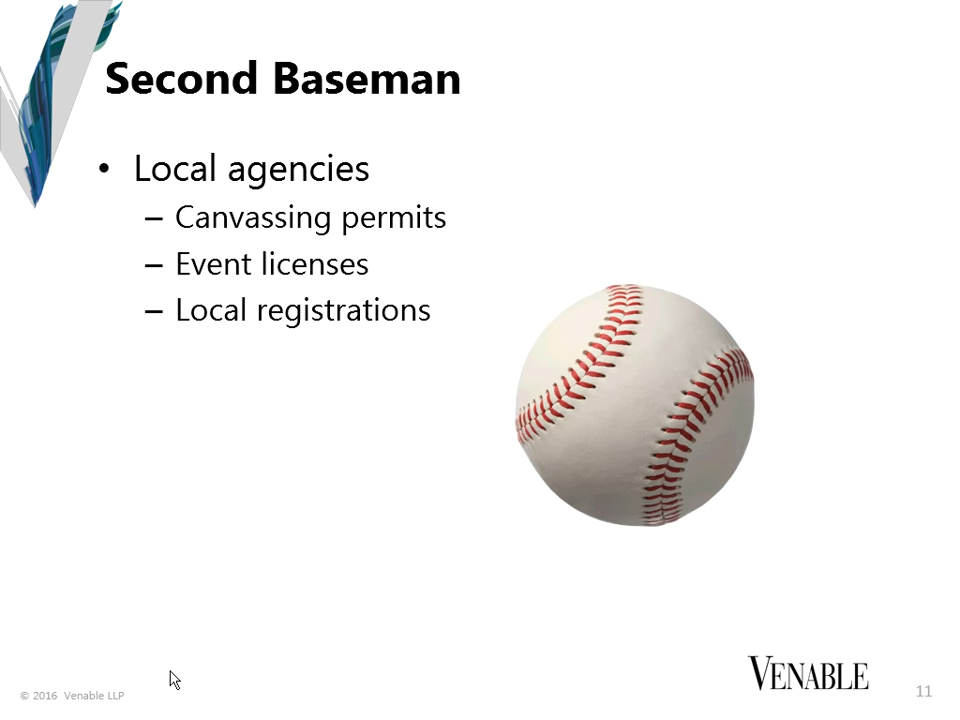 Second Baseman
• Local agencies
– Canvassing permits
– Event licenses
– Local registrations
VENABLE
© 2016 Venable LLP
11